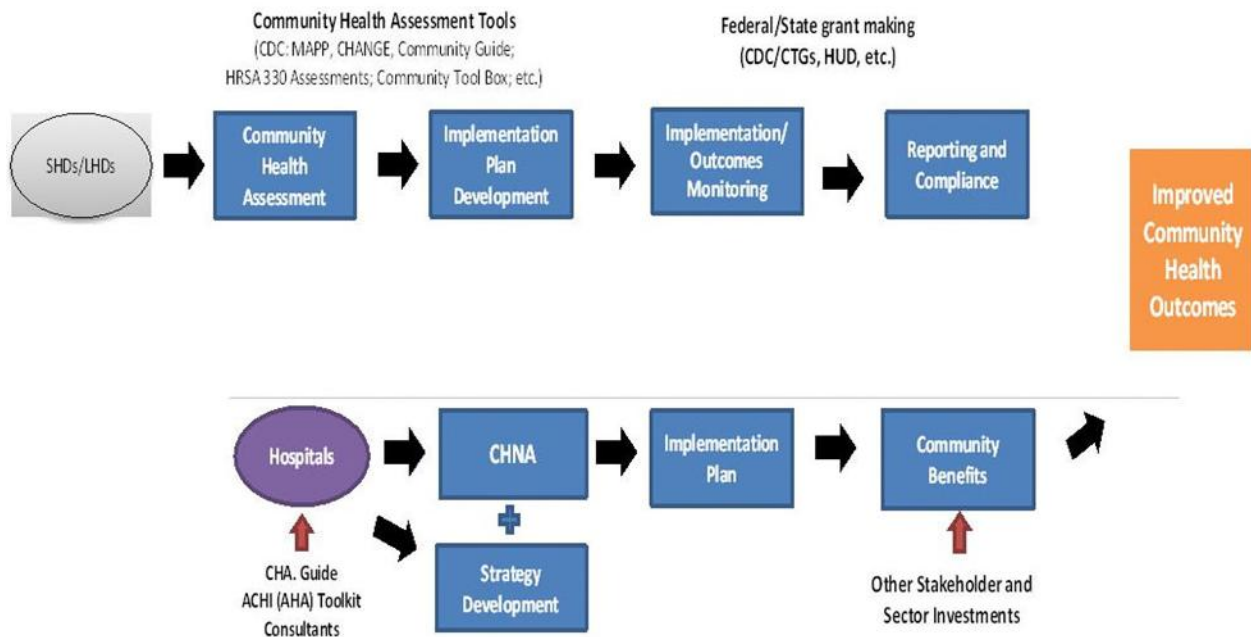 Community Health Assessment Tools
(CDC: MAPP, CHANGE, Community Guide;
HRSA 330 Assessments; Community Tool Box; etc.)
Federal/State grant making
(CDC/CTGs, HUD, etc.)
SHDs/LHDs
Community
Health
Assessment
Implementation
Plan
Development
Implementation/
Outcomes
Monitoring
Reporting and
Compliance
Improved
Community
Health
Outcomes
Hospitals
CHNA
Implementation
Plan
Community
Benefits
Strategy
Development
CHA. Guide
ACHI (AHA) Toolkit
Consultants
Other Stakeholder and
Sector Investments